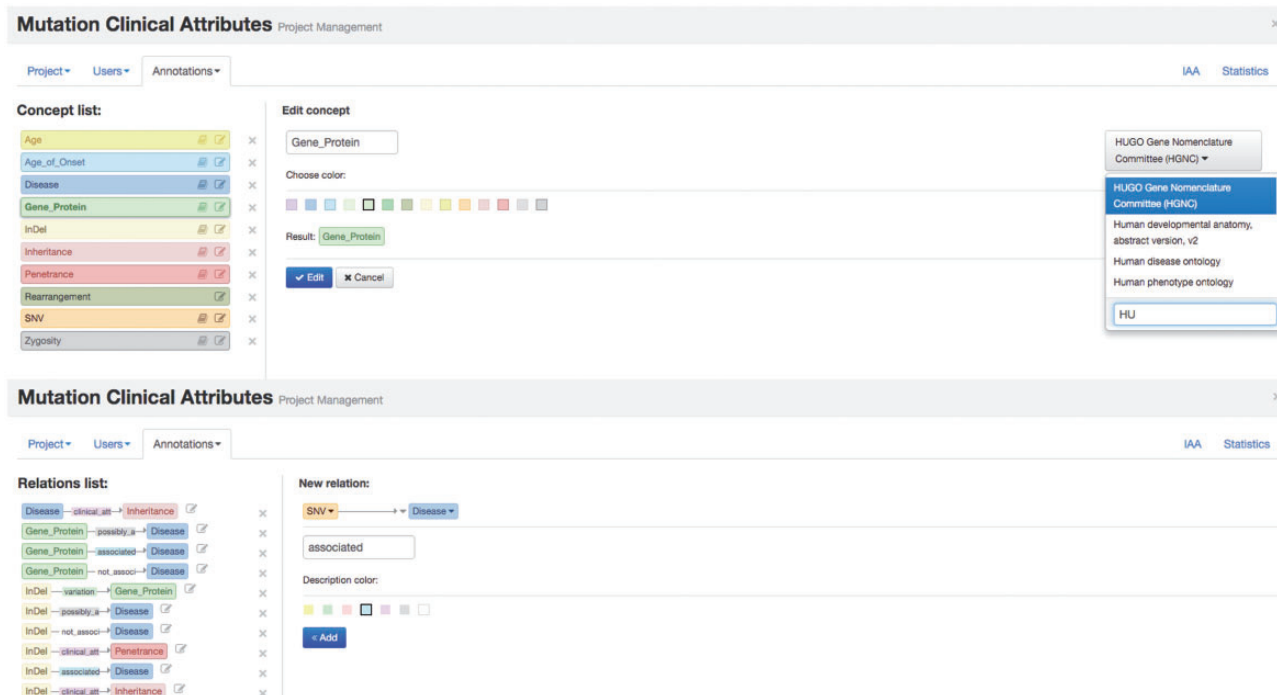 Mutation Clinical Attributes Project Management
Project Users Annotations IAA Statistics
Concept list:
Age
Age_of_Onset
Disease
Gene_Protein
InDel
Inheritance
Penetrance
Rearrangement
SNV
Zygosity
Edit concept
Gene_Protein
Choose color:
Result: Gene_Protein
Edit Cancel
HUGO Gene Nomenclature
Committee (HGNC)
HUGO Gene Nomenclature
Committee (HGNC)
Human developmental anatomy,
abstract version, v2
Human disease ontology
Human phenotype ontology
HU
Mutation Clinical Attributes Project Management
Project Users Annotations IAA Statistics
Relations list:
Disease clinical_att Inheritance
Gene_Protein possibly_a Disease
Gene_Protein associated Disease
Gene_Protein not_associ Disease
InDel variation Gene_Protein
InDel possibly_a Disease
InDel not_associ Disease
InDel clinical_att Penetrance
InDel associated Disease
InDel clinical_att Inheritance
New relation:
SNV Disease
associated
Description color:
« Add